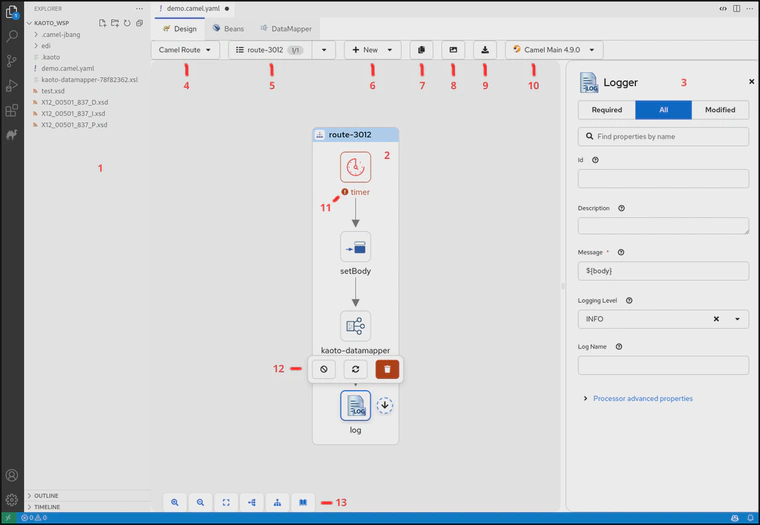 EXPLORER
demo.camel.yaml
KAOTO_WSP
.camel-jbang
edi
.kaoto
demo.camel.yaml
kaoto-datamapper-78f82362.xsl
test.xsd
X12_00501_837_D.xsd
X12_00501_837_I.xsd
X12_00501_837_P.xsd
1
OUTLINE
TIMELINE
0 0
Design
Beans
DataMapper
Camel Route
route-3012 1/1
New
Camel Main 4.9.0
4
5
6
7
8
9
10
route-3012
2
timer
11
setBody
kaoto-datamapper
12
LOG
log
13
LOG
Logger
3
Required
All
Modified
Find properties by name
Id
Description
Message *
${body}
Logging Level
INFO
Log Name
Processor advanced properties